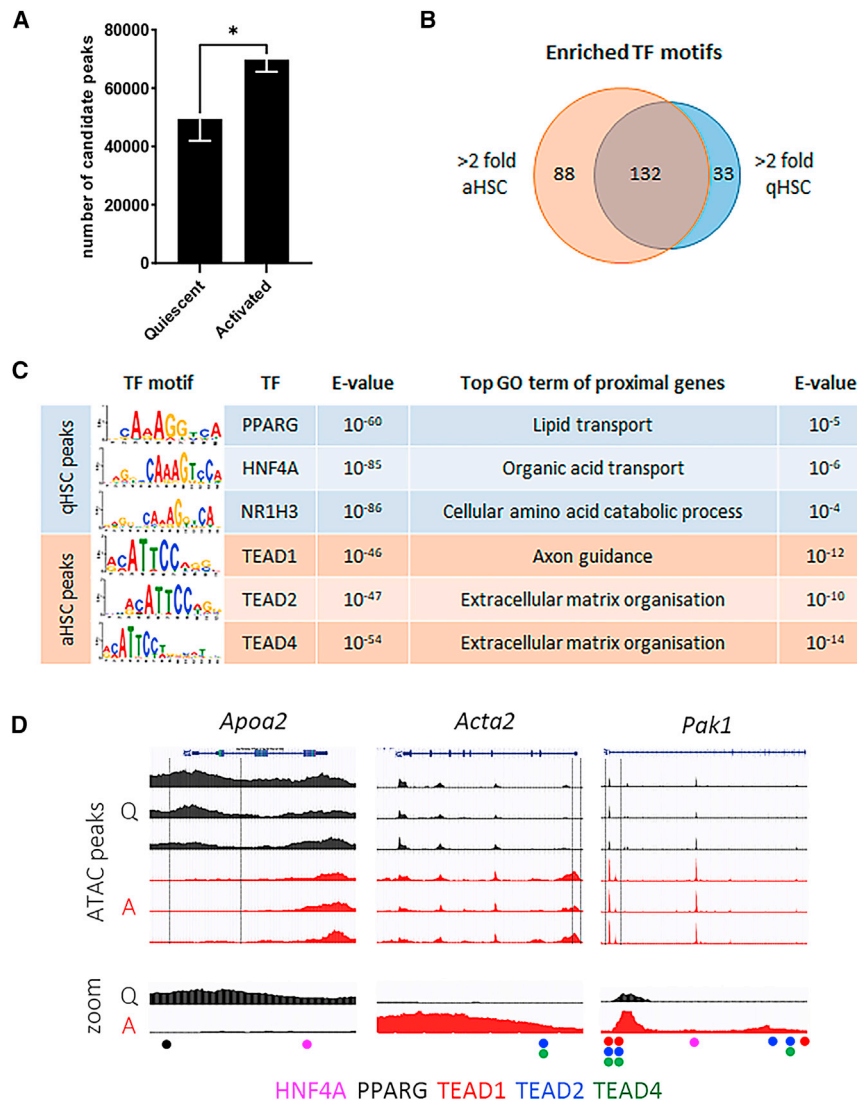 A
80000
60000
40000
20000
0
number of candidate peaks
*
Quiescent
Activated
B
Enriched TF motifs
>2 fold
aHSC
88
132
33
>2 fold
qHSC
C
TF motif TF E-value Top GO term of proximal genes E-value
qHSC peaks
PPARG 10-60 Lipid transport 10-5
HNF4A 10-85 Organic acid transport 10-6
NR1H3 10-86 Cellular amino acid catabolic process 10-4
aHSC peaks
TEAD1 10-46 Axon guidance 10-12
TEAD2 10-47 Extracellular matrix organisation 10-10
TEAD4 10-54 Extracellular matrix organisation 10-14
D
Apoa2 Acta2 Pak1
ATAC peaks
Q
A
zoom
Q
A
HNF4A PPARG TEAD1 TEAD2 TEAD4